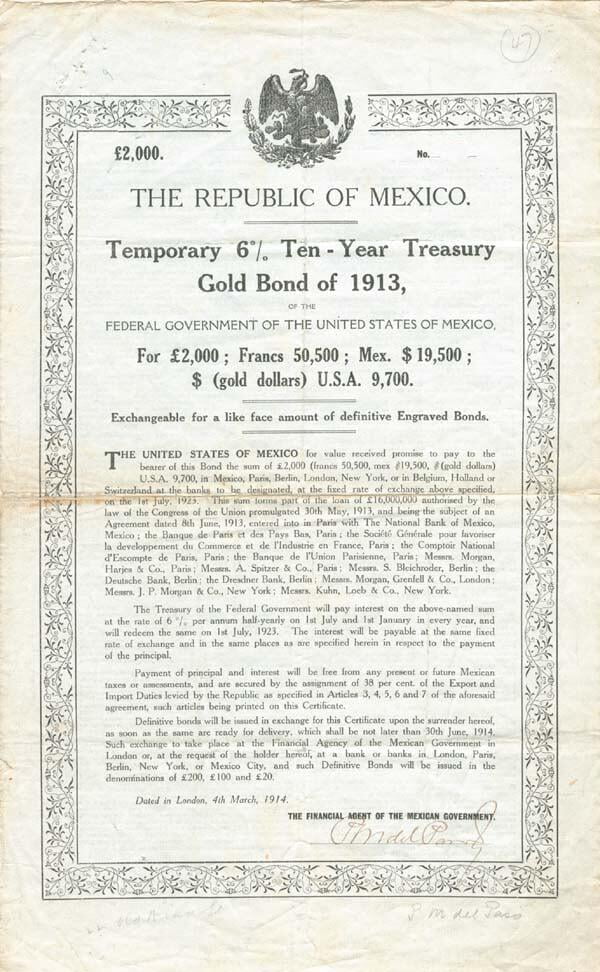 47
£2,000.
No.
THE REPUBLIC OF MEXICO.
Temporary 6% Ten-Year Treasury
Gold Bond of 1913,
OF THE
FEDERAL GOVERNMENT OF THE UNITED STATES OF MEXICO,
For £2,000 ; Francs 50,500 ; Mex. $ 19,500 ;
$ (gold dollars) U.S.A. 9,700.
Exchangeable for a like face amount of definitive Engraved Bonds.
THE UNITED STATES OF MEXICO for value received promise to pay to the
bearer of this Bond the sum of £2,000 (francs 50,500, mex $19,500, $(gold dollars)
U.S.A. 9,700, in Mexico, Paris, Berlin, London, New York, or in Belgium, Holland or
Switzerland at the banks to be designated, at the fixed rate of exchange above specified,
on the 1st July, 1923. This sum forms part of the loan of £16,000,000 authorised by the
law of the Congress of the Union promulgated 30th May, 1913, and being the subject of an
Agreement dated 8th June, 1913, entered into in Paris with The National Bank of Mexico,
Mexico ; the Banque de Paris et des Pays Bas, Paris ; the Société Générale pour favoriser
la developpement du Commerce et de l'Industrie en France, Paris ; the Comptoir National
d'Escompte de Paris, Paris ; the Banque de l'Union Parisienne, Paris ; Messrs. Morgan,
Harjes & Co., Paris ; Messrs. A. Spitzer & Co., Paris ; Messrs. S. Bleichroder, Berlin ; the
Deutsche Bank, Berlin ; the Dresdner Bank, Berlin ; Messrs. Morgan, Grenfell & Co., London ;
Messrs. J. P. Morgan & Co., New York ; Messrs. Kuhn, Loeb & Co., New York.
The Treasury of the Federal Government will pay interest on the above-named sum
at the rate of 6 % per annum half-yearly on 1st July and 1st January in every year, and
will redeem the same on 1st July, 1923. The interest will be payable at the same fixed
rate of exchange and in the same places as are specified herein in respect to the payment
of the principal.
Payment of principal and interest will be free from any present or future Mexican
taxes or assessments, and are secured by the assignment of 38 per cent. of the Export and
Import Duties levied by the Republic as specified in Articles 3, 4, 5, 6 and 7 of the aforesaid
agreement, such articles being printed on this Certificate.
Definitive bonds will be issued in exchange for this Certificate upon the surrender hereof,
as soon as the same are ready for delivery, which shall be not later than 30th June, 1914.
Such exchange to take place at the Financial Agency of the Mexican Government in
London or, at the request of the holder hereof, at a bank or banks in London, Paris,
Berlin, New York, or Mexico City, and such Definitive Bonds will be issued in the
denominations of £200, £100 and £20.
Dated in London, 4th March, 1914.
THE FINANCIAL AGENT OF THE MEXICAN GOVERNMENT.
M del Paso